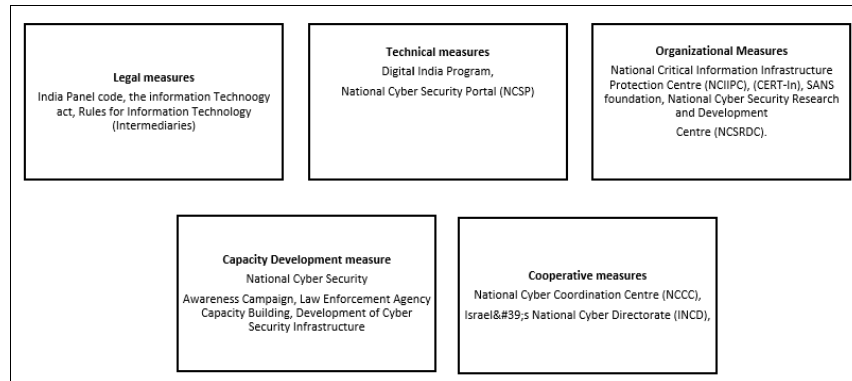 Legal measures
India Panel code, the information Technoogy
act, Rules for Information Technology
(Intermediaries)
Technical measures
Digital India Program,
National Cyber Security Portal (NCSP)
Organizational Measures
National Critical Information Infrastructure
Protection Centre (NCIIPC), (CERT-In), SANS
foundation, National Cyber Security Research
and Development
Centre (NCSRDC).
Capacity Development measure
National Cyber Security
Awareness Campaign, Law Enforcement Agency
Capacity Building, Development of Cyber
Security Infrastructure
Cooperative measures
National Cyber Coordination Centre (NCCC),
Israel&#39;s National Cyber Directorate (INCD),